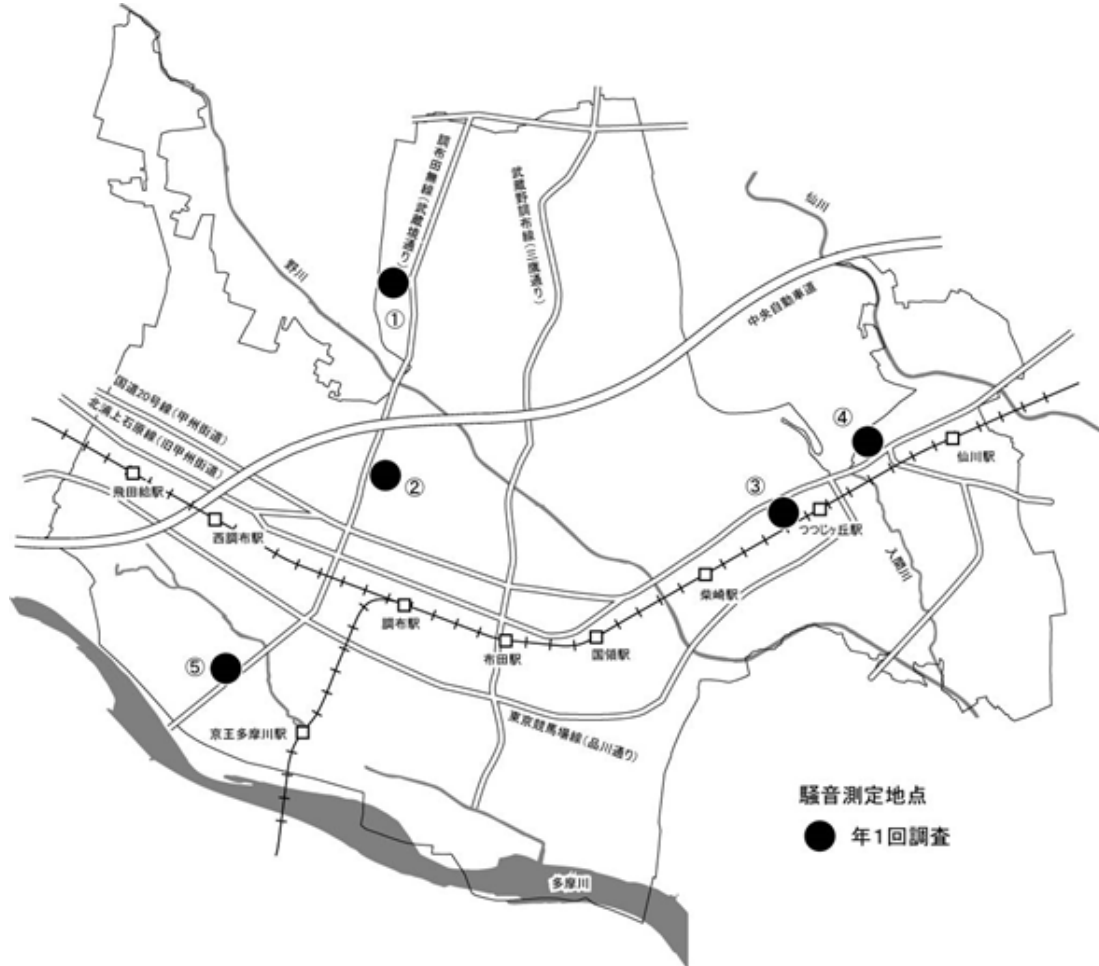 調布田無線(武蔵境通り)
武蔵野調布線(三鷹通り)
仙川
野川
中央自動車道
①
国道20号線(甲州街道)
北浜上石原線(旧甲州街道)
④
仙川駅
飛田給駅
②
③
つつじヶ丘駅
西調布駅
入間川
柴崎駅
調布駅
布田駅
国領駅
⑤
京王多摩川駅
東京競馬場線(品川通り)
騒音測定地点
年1回調査
多摩川